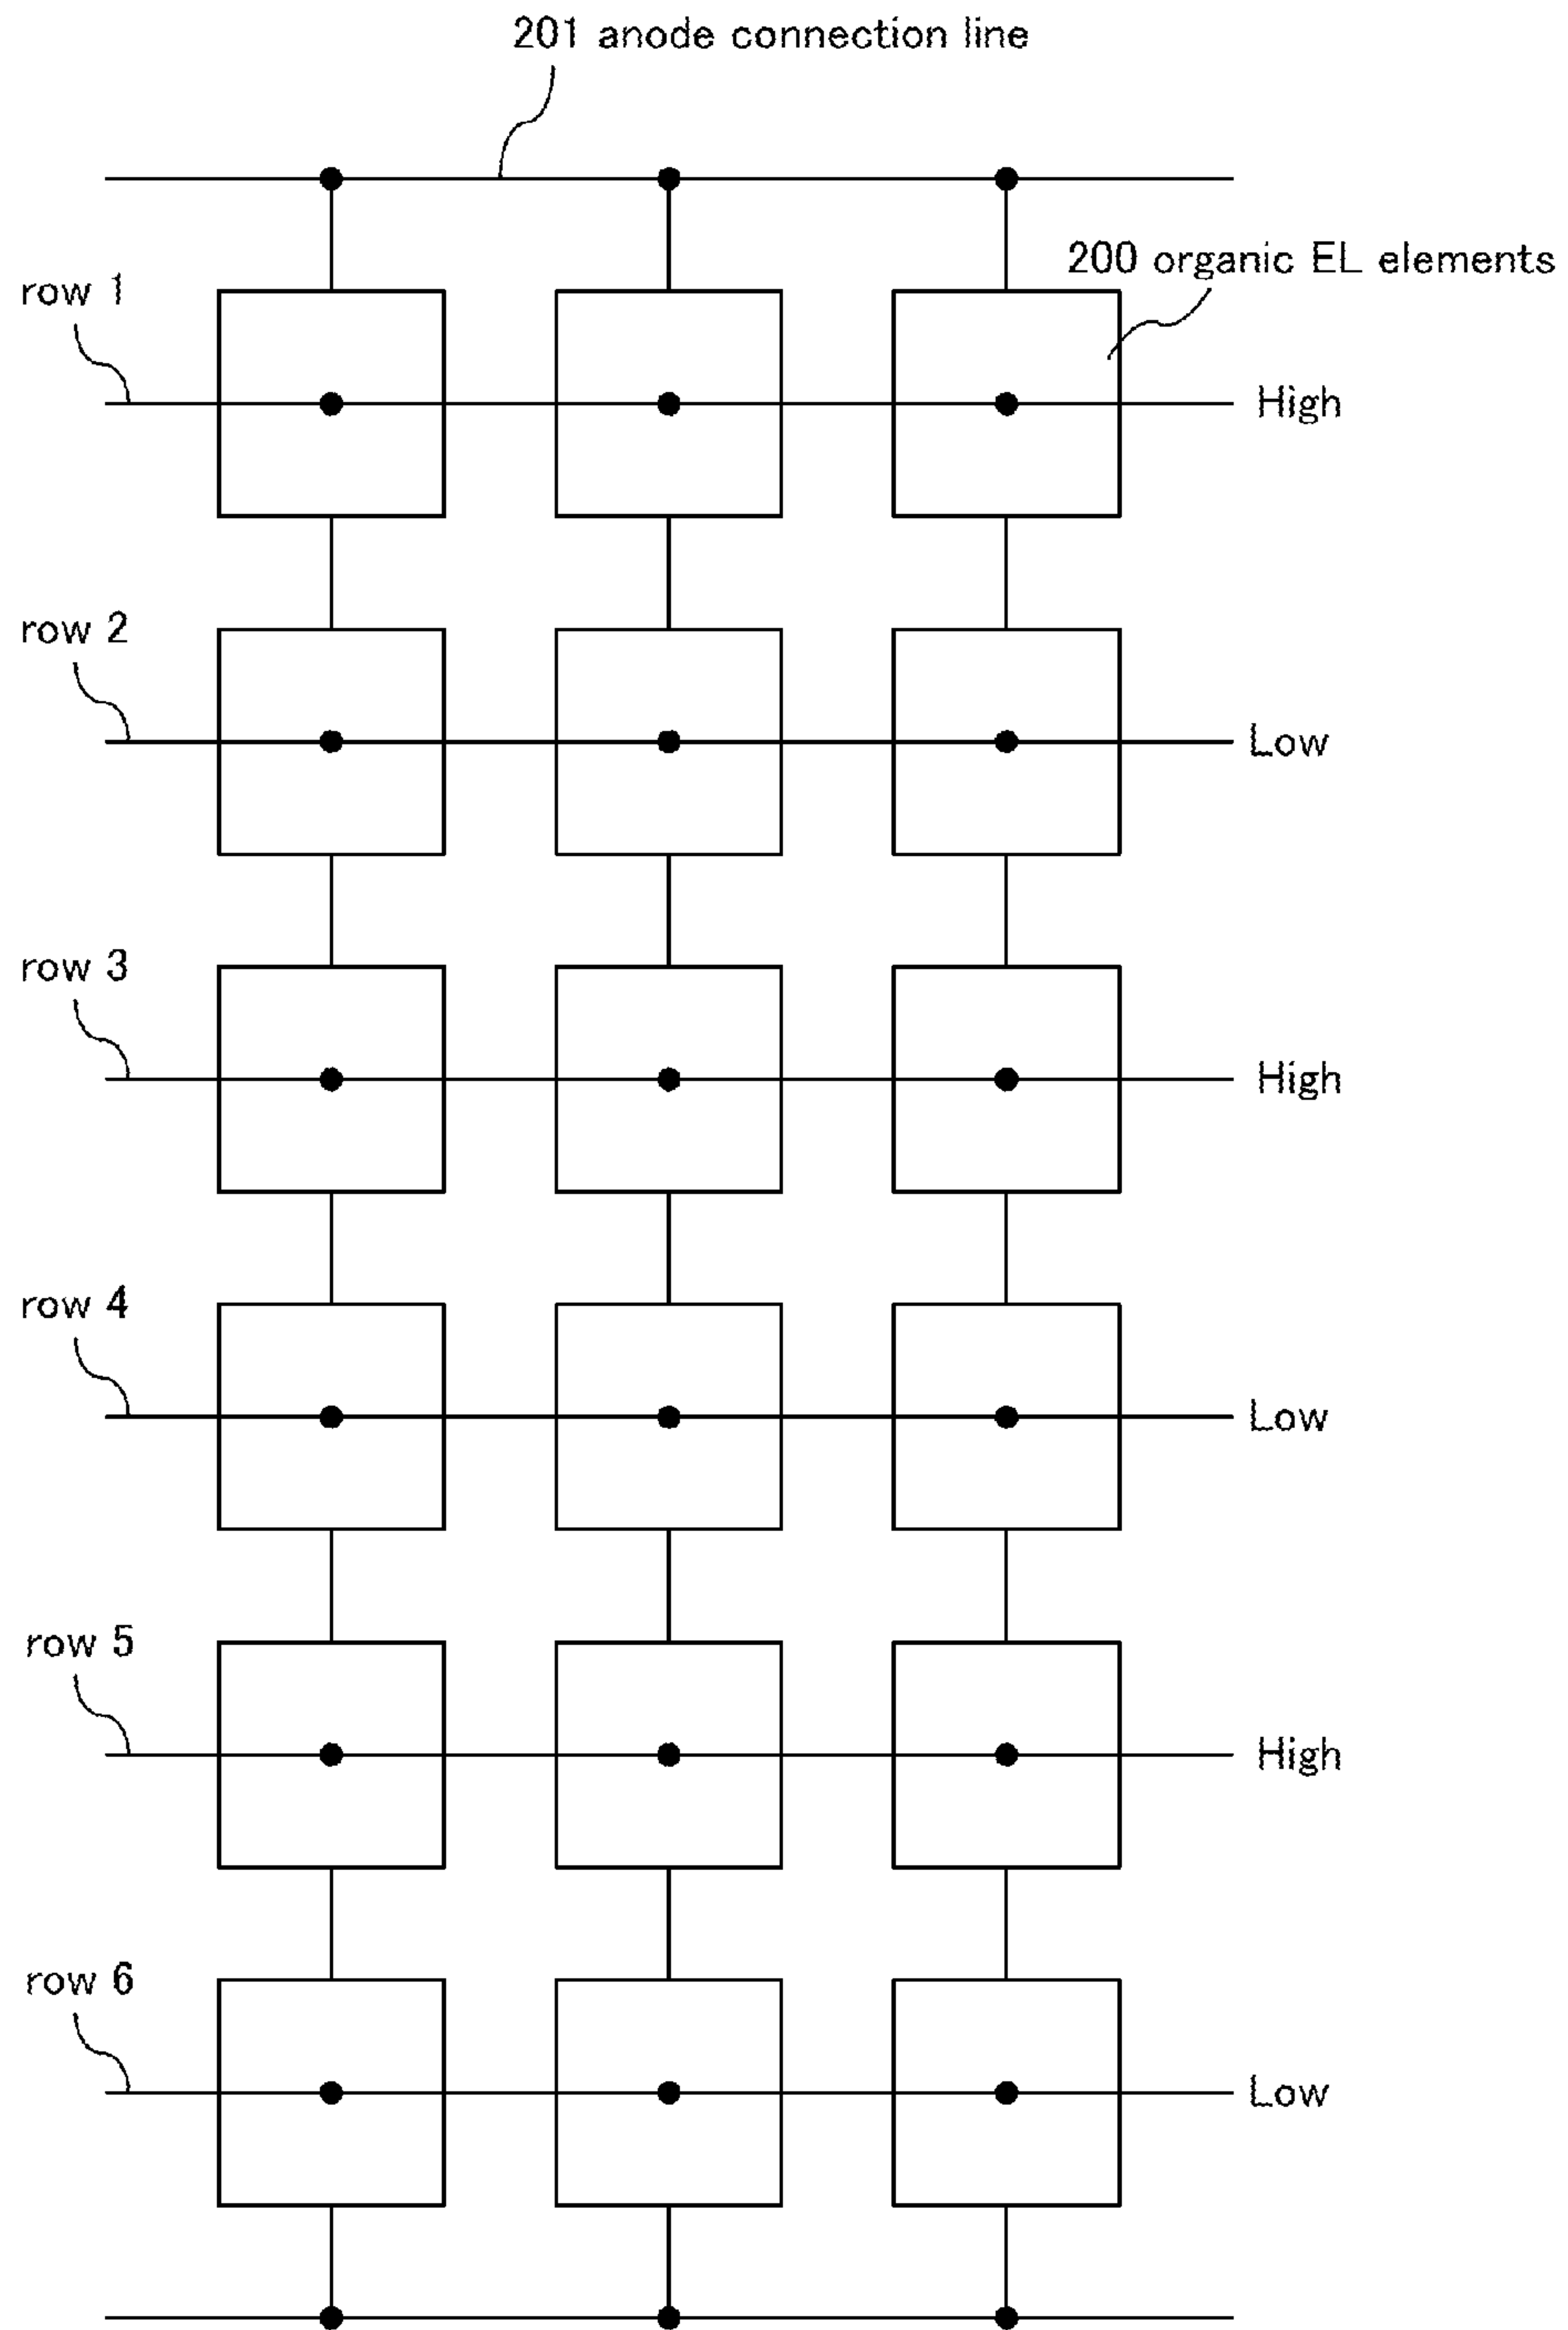 201 anode connection line
200 organic EL elements
row 1
High
row 2
Low
row 3
High
row 4
Low
row 5
High
row 6
Low